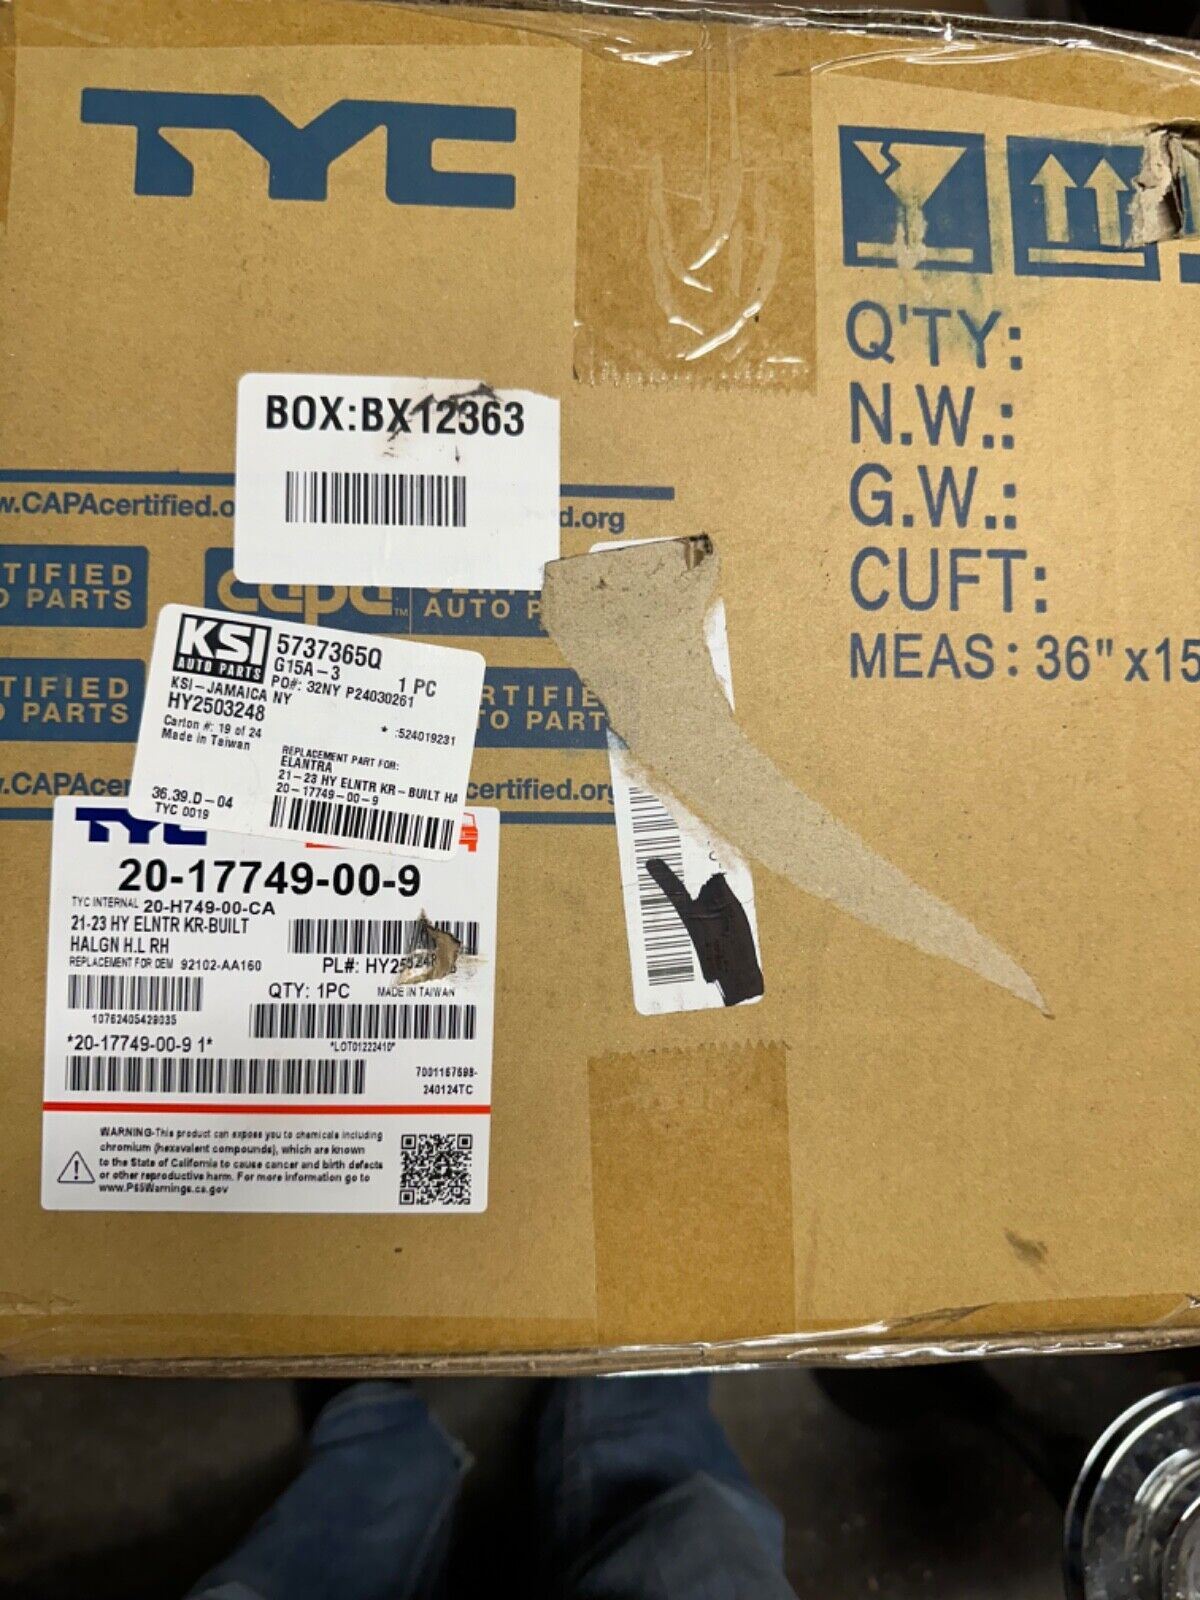 TYC
Q'TY:
N.W.:
G.W.:
CUFT:
MEAS: 36" x15
BOX:BX12363
w.CAPAcertified.o
d.org
TIFIED
PARTS
capa
TM
AUTO P
TIFIED
PARTS
TIFIE
PART
.CAPAcer
certified.org
KSI
AUTO PARTS
5737365Q
G15A-3
1 PC
PO#: 32NY P24030261
KSI-JAMAICA NY
HY2503248
* :524019231
Carton #: 19 of 24
Made in Taiwan
REPLACEMENT PART FOR:
ELANTRA
21-23 HY ELNTR KR-BUILT HA
20-17749-00-9
36.39.D-04
TYC 0019
TYC
20-17749-00-9
TYC INTERNAL 20-H749-00-CA
21-23 HY ELNTR KR-BUILT
HALGN H.L RH
REPLACEMENT FOR OEM 92102-AA160
PL#: HY25
QTY: 1PC
MADE IN TAIWAN
10762405429035
*20-17749-00-9 1*
*LOT01222410*
7001167698-
240124TC
WARNING-This product can expose you to chemicals including
chromium (hexavalent compounds), which are known
to the State of California to cause cancer and birth defects
or other reproductive harm. For more information go to
www.P65Warnings.ca.gov